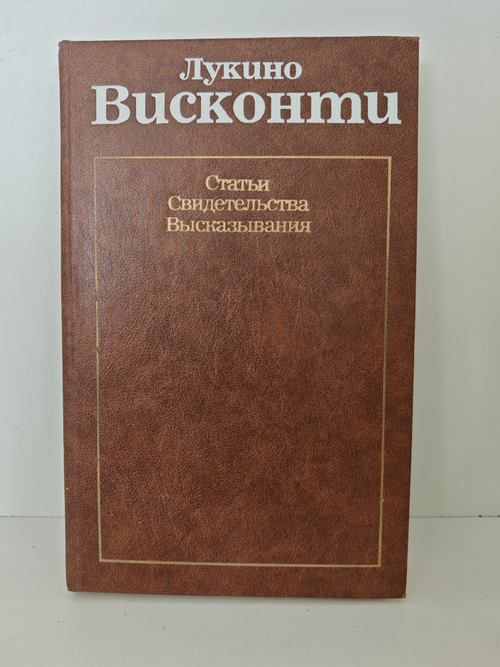 Лукино
Висконти
Статьи
Свидетельства
Высказывания